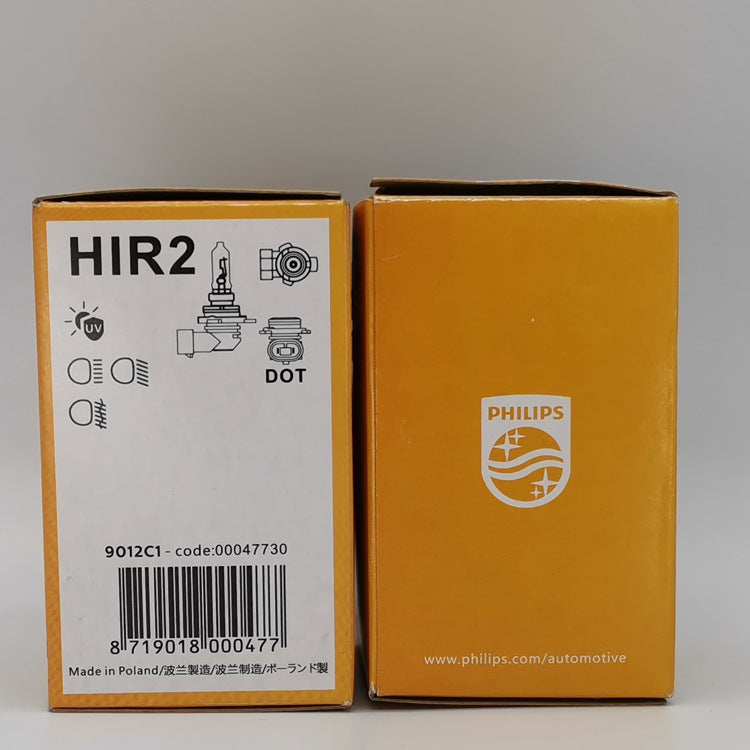 HIR2
UV
DOT
9012C1 - code:00047730
8 719018 000477
Made in Poland/波兰製造/波兰制造/ポーランド製
PHILIPS
www.philips.com/automotive